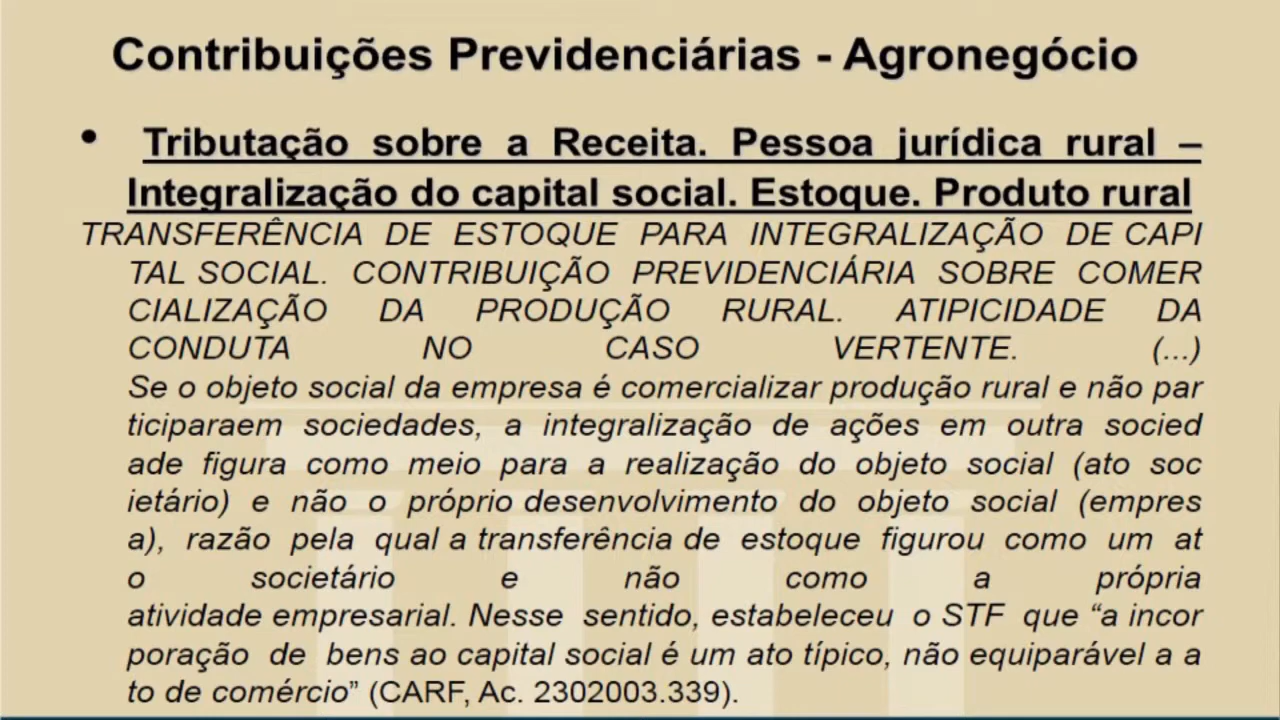 Contribuições Previdenciárias - Agronegócio
• Tributação sobre a Receita. Pessoa jurídica rural –
Integralização do capital social. Estoque. Produto rural
TRANSFERÊNCIA DE ESTOQUE PARA INTEGRALIZAÇÃO DE CAPI
TAL SOCIAL. CONTRIBUIÇÃO PREVIDENCIÁRIA SOBRE COMER
CIALIZAÇÃO DA PRODUÇÃO RURAL. ATIPICIDADE DA
CONDUTA NO CASO VERTENTE. (...)
Se o objeto social da empresa é comercializar produção rural e não par
ticiparaem sociedades, a integralização de ações em outra socied
ade figura como meio para a realização do objeto social (ato soc
ietário) e não o próprio desenvolvimento do objeto social (empres
a), razão pela qual a transferência de estoque figurou como um at
o societário e não como a própria
atividade empresarial. Nesse sentido, estabeleceu o STF que “a incor
poração de bens ao capital social é um ato típico, não equiparável a a
to de comércio” (CARF, Ac. 2302003.339).